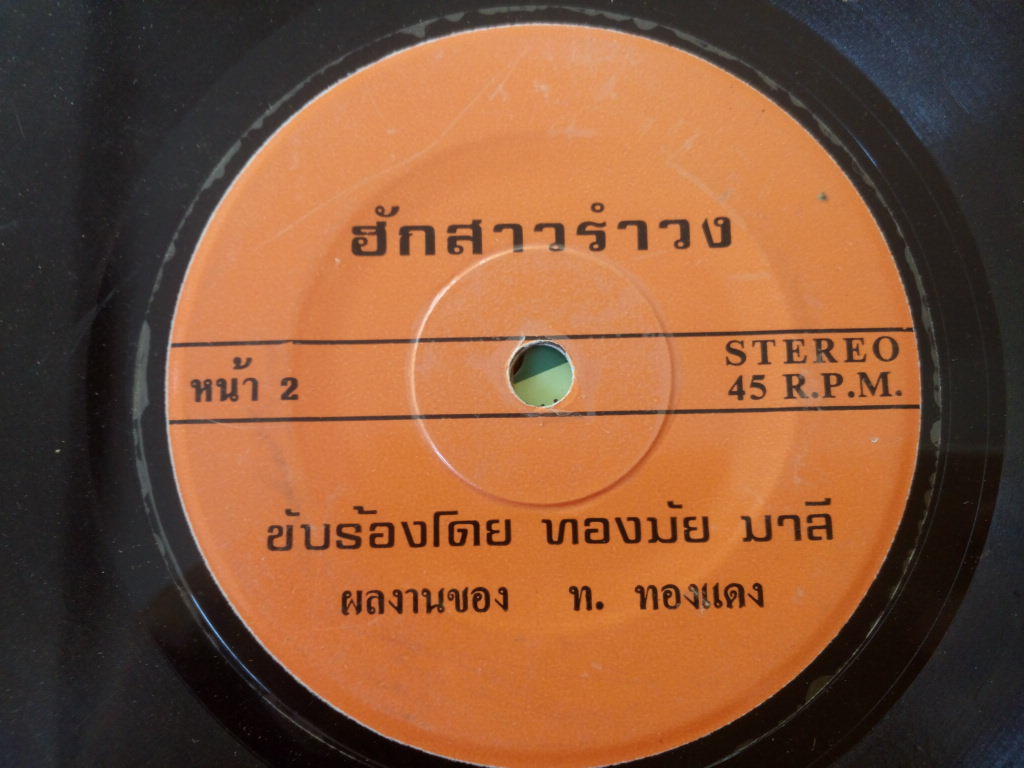 ฮักสาวรำวง
หน้า 2
STEREO
45 R.P.M.
ขับร้องโดย ทองมัย มาลี
ผลงานของ ท. ทองแดง